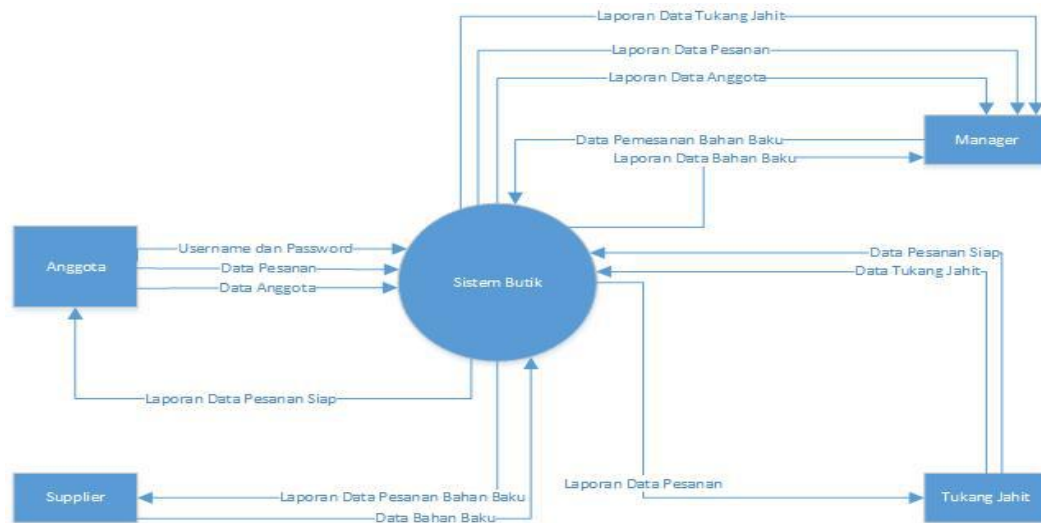 Laporan Data Tukang Jahit
Laporan Data Pesanan
Laporan Data Anggota
Data Pemesanan Bahan Baku
Manager
Laporan Data Bahan Baku
Username dan Password
Data Pesanan Siap
Anggota
Data Pesanan
Data Tukang Jahit
Data Anggota
Sistem Butik
Laporan Data Pesanan Siap
Laporan Data Pesanan
Supplier
Laporan Data Pesanan Bahan Baku
Tukang Jahit
Data Bahan Baku